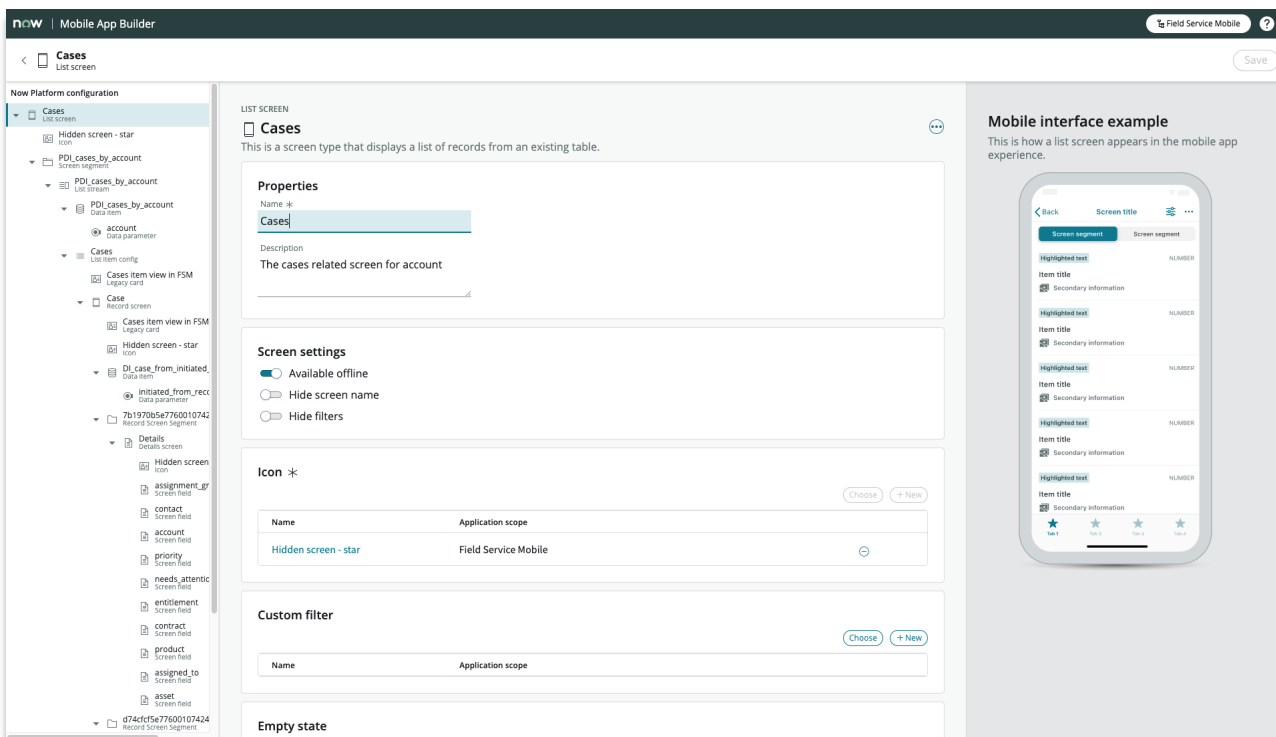 now | Mobile App Builder
Field Service Mobile
?
Cases
List screen
Save
Now Platform configuration
Cases
List screen
Hidden screen - star
Icon
PDI_cases_by_account
Screen segment
PDI_cases_by_account
List stream
PDI_cases_by_account
Data item
account
Data parameter
Cases
List item config
Cases item view in FSM
Legacy card
Case
Record screen
Cases item view in FSM
Legacy card
Hidden screen - star
Icon
DI_case_from_initiated_
Data item
initiated_from_reco
Data parameter
7b1970b5e7760010742
Record Screen Segment
Details
Details screen
Hidden screen
Icon
assignment_gr
Screen field
contact
Screen field
account
Screen field
priority
Screen field
needs_attentic
Screen field
entitlement
Screen field
contract
Screen field
product
Screen field
assigned_to
Screen field
asset
Screen field
d74cfcf5e77600107424
Record Screen Segment
LIST SCREEN
Cases
This is a screen type that displays a list of records from an existing table.
Properties
Name *
Cases
Description
The cases related screen for account
Screen settings
Available offline
Hide screen name
Hide filters
Icon *
Choose + New
Name Application scope
Hidden screen - star Field Service Mobile
Custom filter
Choose + New
Name Application scope
Empty state
Mobile interface example
This is how a list screen appears in the mobile app
experience.
Back Screen title
Screen segment Screen segment
Highlighted text NUMBER
Item title
Secondary information
Highlighted text NUMBER
Item title
Secondary information
Highlighted text NUMBER
Item title
Secondary information
Highlighted text NUMBER
Item title
Secondary information
Highlighted text NUMBER
Item title
Secondary information
Tab 1 Tab 2 Tab 3 Tab 4